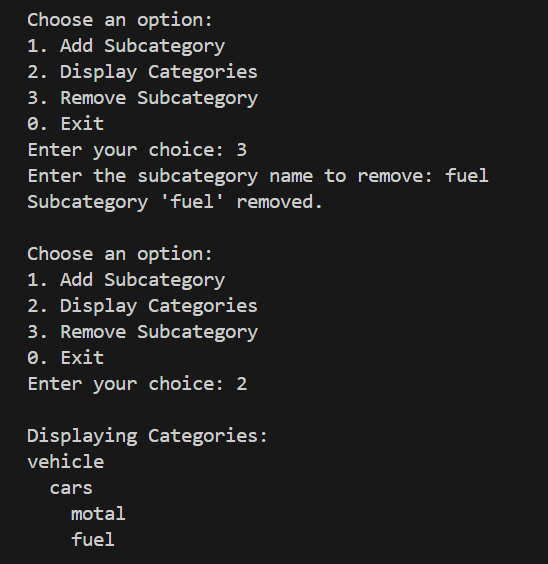 Choose an option:
1. Add Subcategory
2. Display Categories
3. Remove Subcategory
0. Exit
Enter your choice: 3
Enter the subcategory name to remove: fuel
Subcategory 'fuel' removed.

Choose an option:
1. Add Subcategory
2. Display Categories
3. Remove Subcategory
0. Exit
Enter your choice: 2

Displaying Categories:
vehicle
  cars
    motal
    fuel